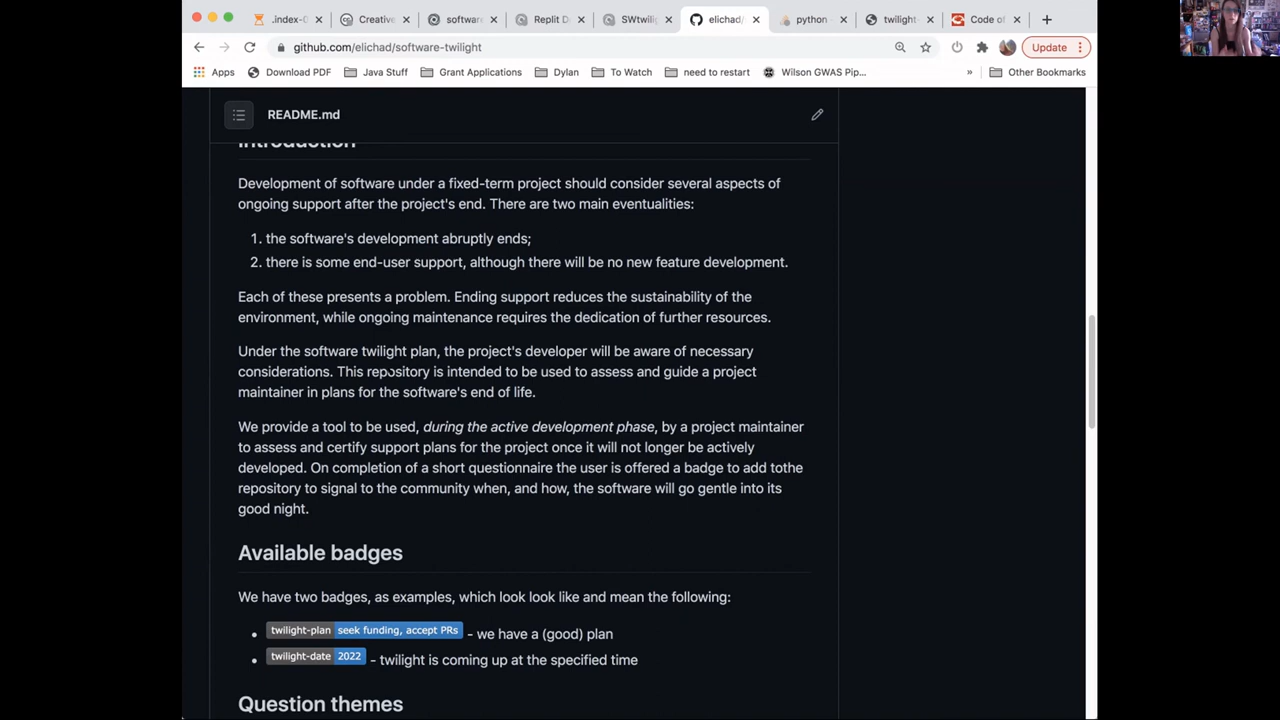 .index-0
Creative
software
Replit De
SWtwilig
elichad/
python
twilight-
Code of
github.com/elichad/software-twilight
Update
Apps
Download PDF
Java Stuff
Grant Applications
Dylan
To Watch
need to restart
Wilson GWAS Pip...
»
Other Bookmarks
README.md
Introduction
Development of software under a fixed-term project should consider several aspects of
ongoing support after the project's end. There are two main eventualities:
1. the software's development abruptly ends;
2. there is some end-user support, although there will be no new feature development.
Each of these presents a problem. Ending support reduces the sustainability of the
environment, while ongoing maintenance requires the dedication of further resources.
Under the software twilight plan, the project's developer will be aware of necessary
considerations. This repository is intended to be used to assess and guide a project
maintainer in plans for the software's end of life.
We provide a tool to be used, during the active development phase, by a project maintainer
to assess and certify support plans for the project once it will not longer be actively
developed. On completion of a short questionnaire the user is offered a badge to add tothe
repository to signal to the community when, and how, the software will go gentle into its
good night.
Available badges
We have two badges, as examples, which look look like and mean the following:
• twilight-plan seek funding, accept PRs - we have a (good) plan
• twilight-date 2022 - twilight is coming up at the specified time
Question themes